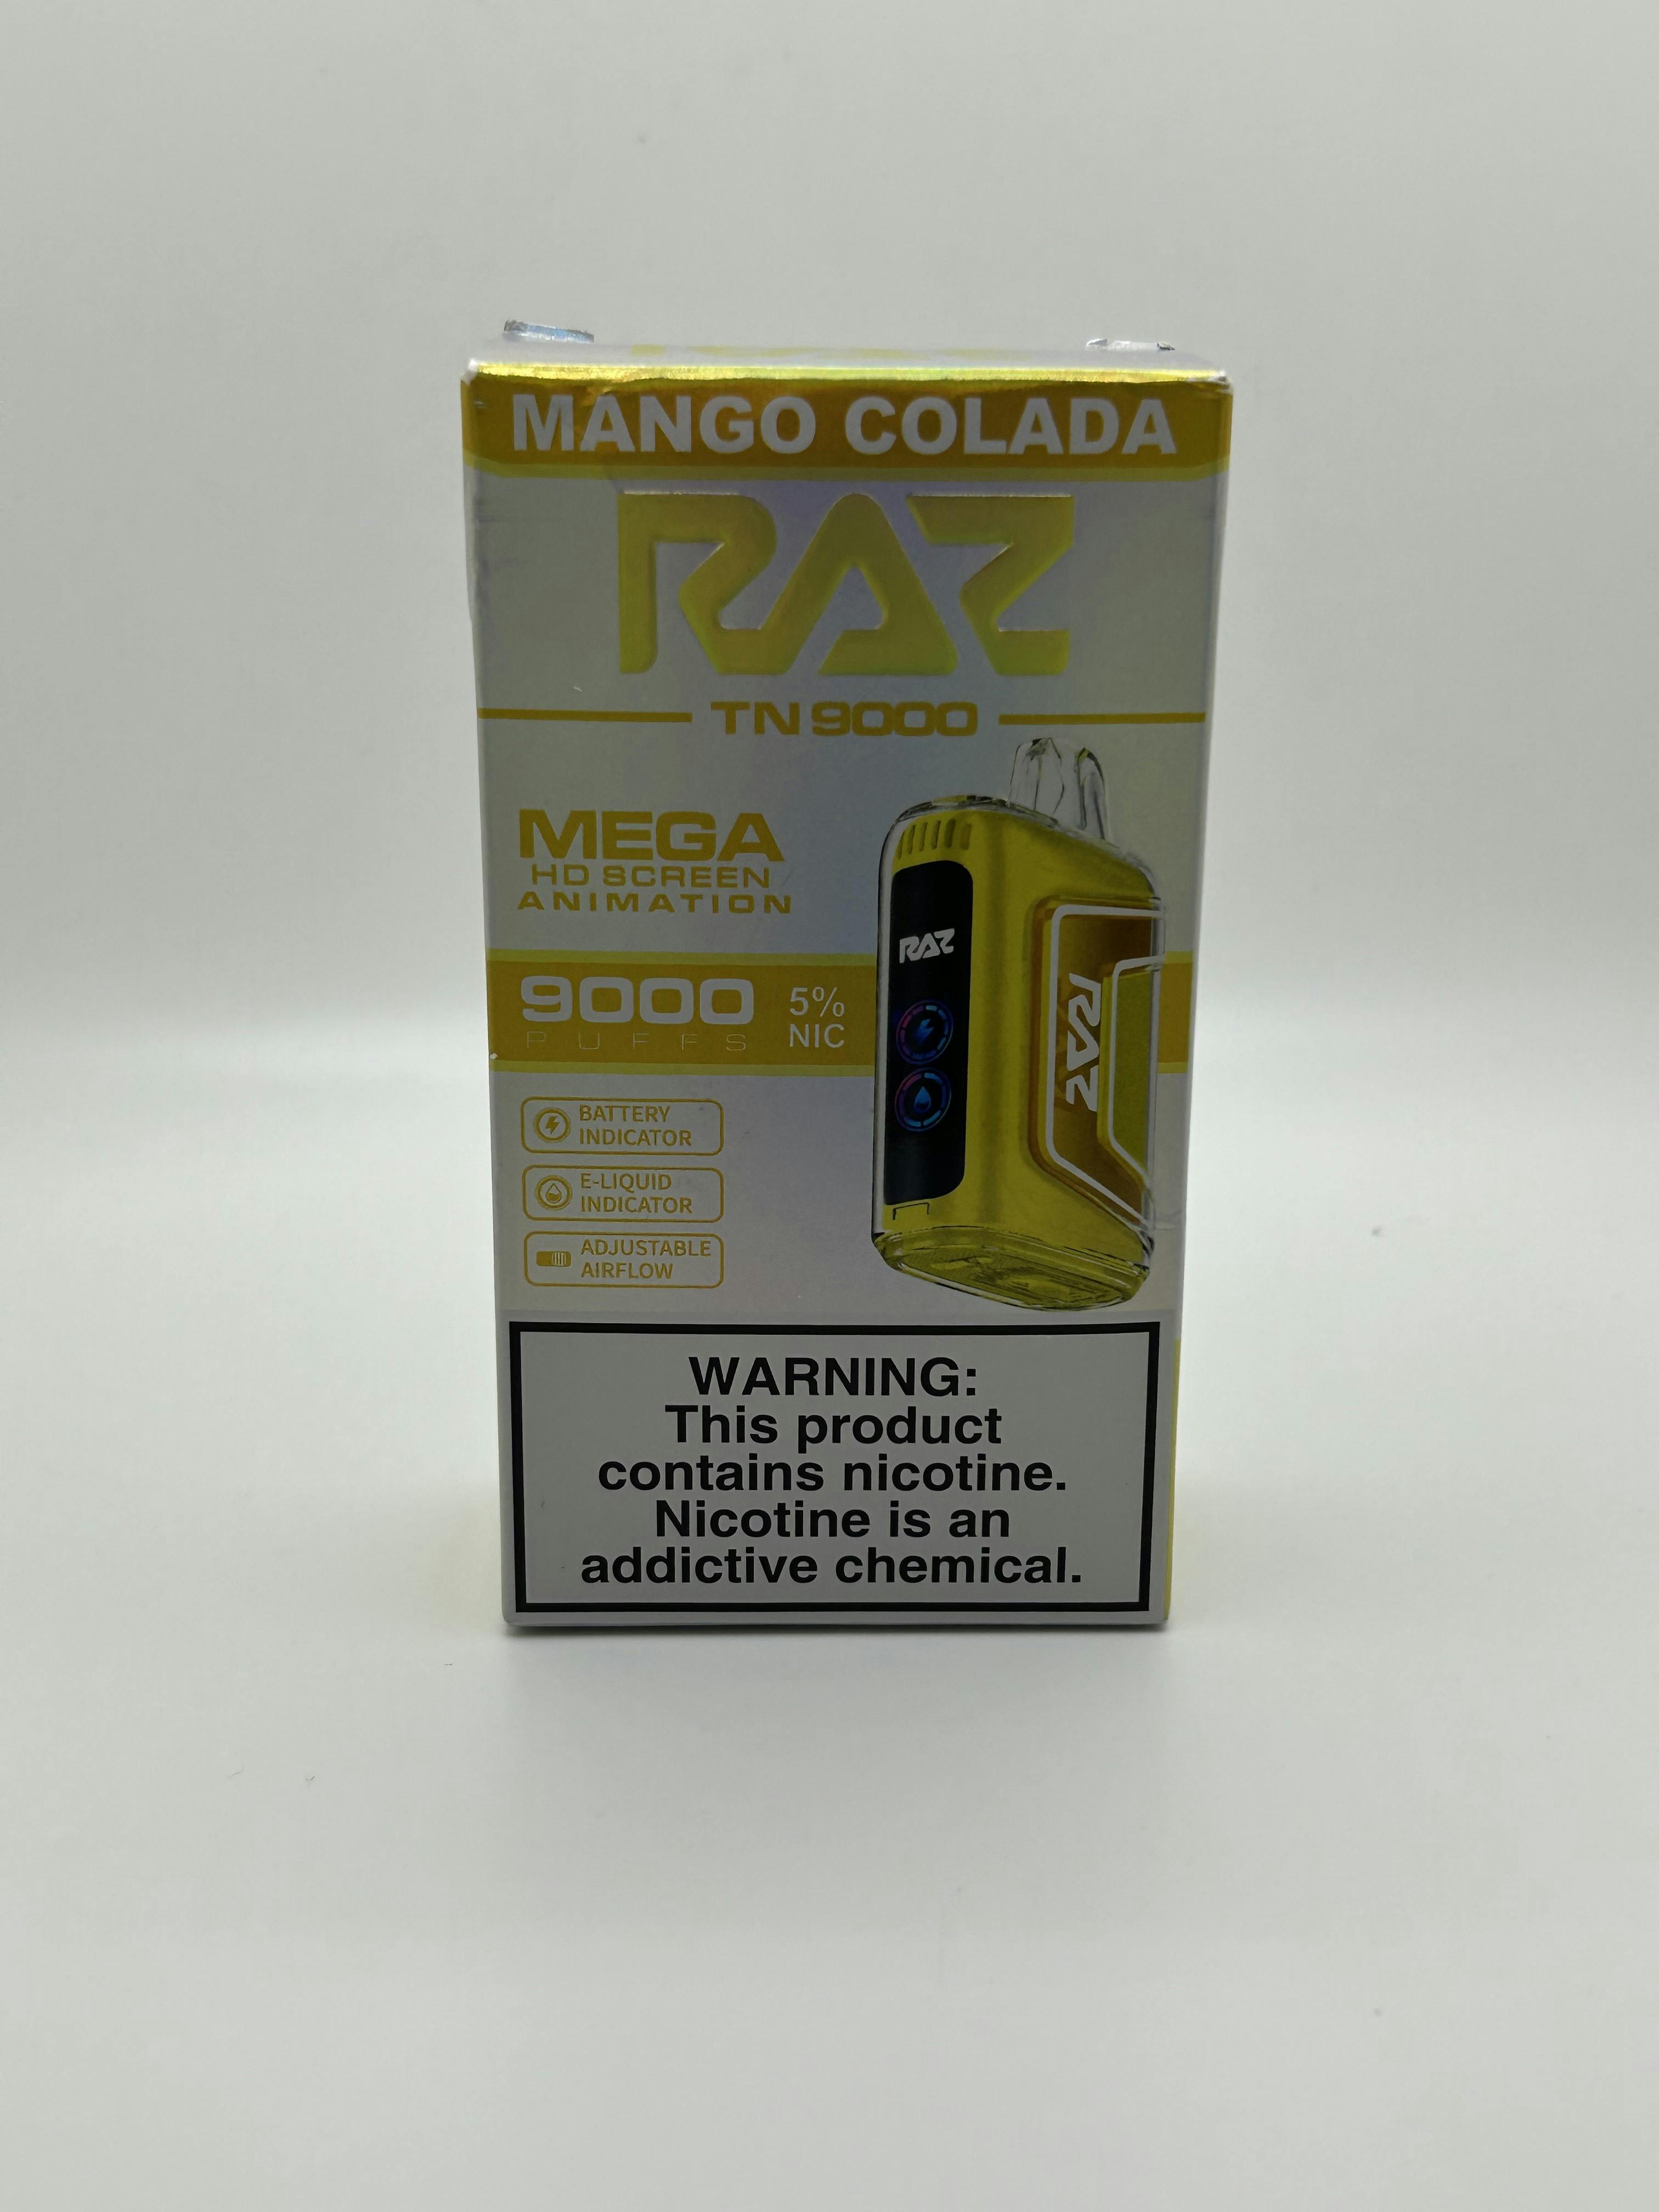 MANGO COLADA
RAZ
TN 9000
MEGA
HD SCREEN
ANIMATION
RAZ
9000
PUFFS
5%
NIC
RAZ
BATTERY
INDICATOR
E-LIQUID
INDICATOR
ADJUSTABLE
AIRFLOW
WARNING:
This product
contains nicotine.
Nicotine is an
addictive chemical.